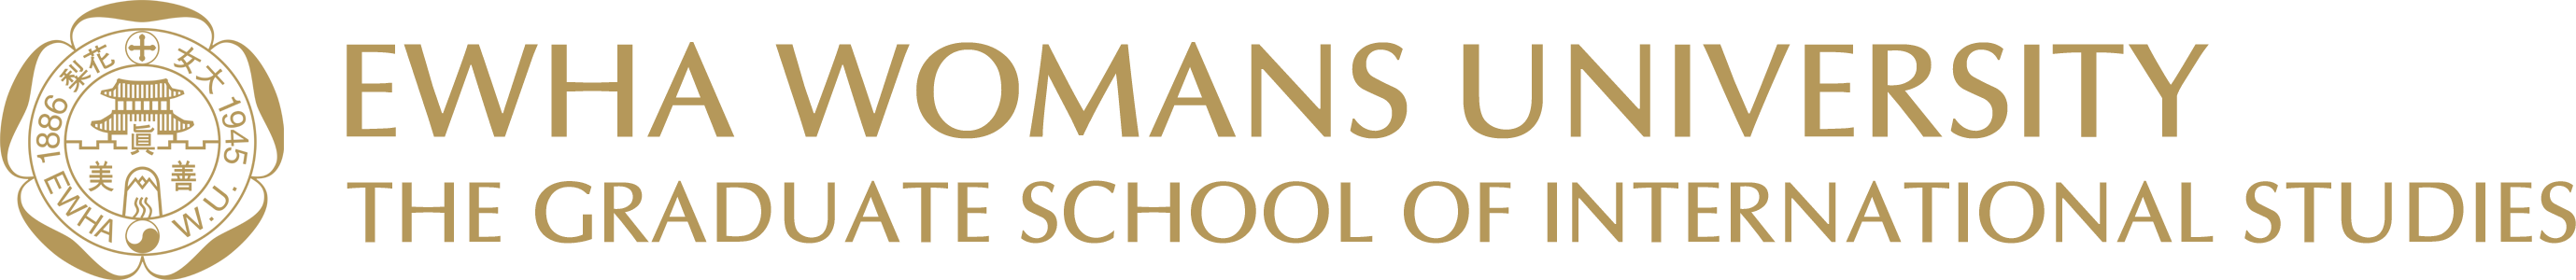 梨花 女大
1886 1945
眞
美 善
EWHA W.U.
EWHA WOMANS UNIVERSITY
THE GRADUATE SCHOOL OF INTERNATIONAL STUDIES